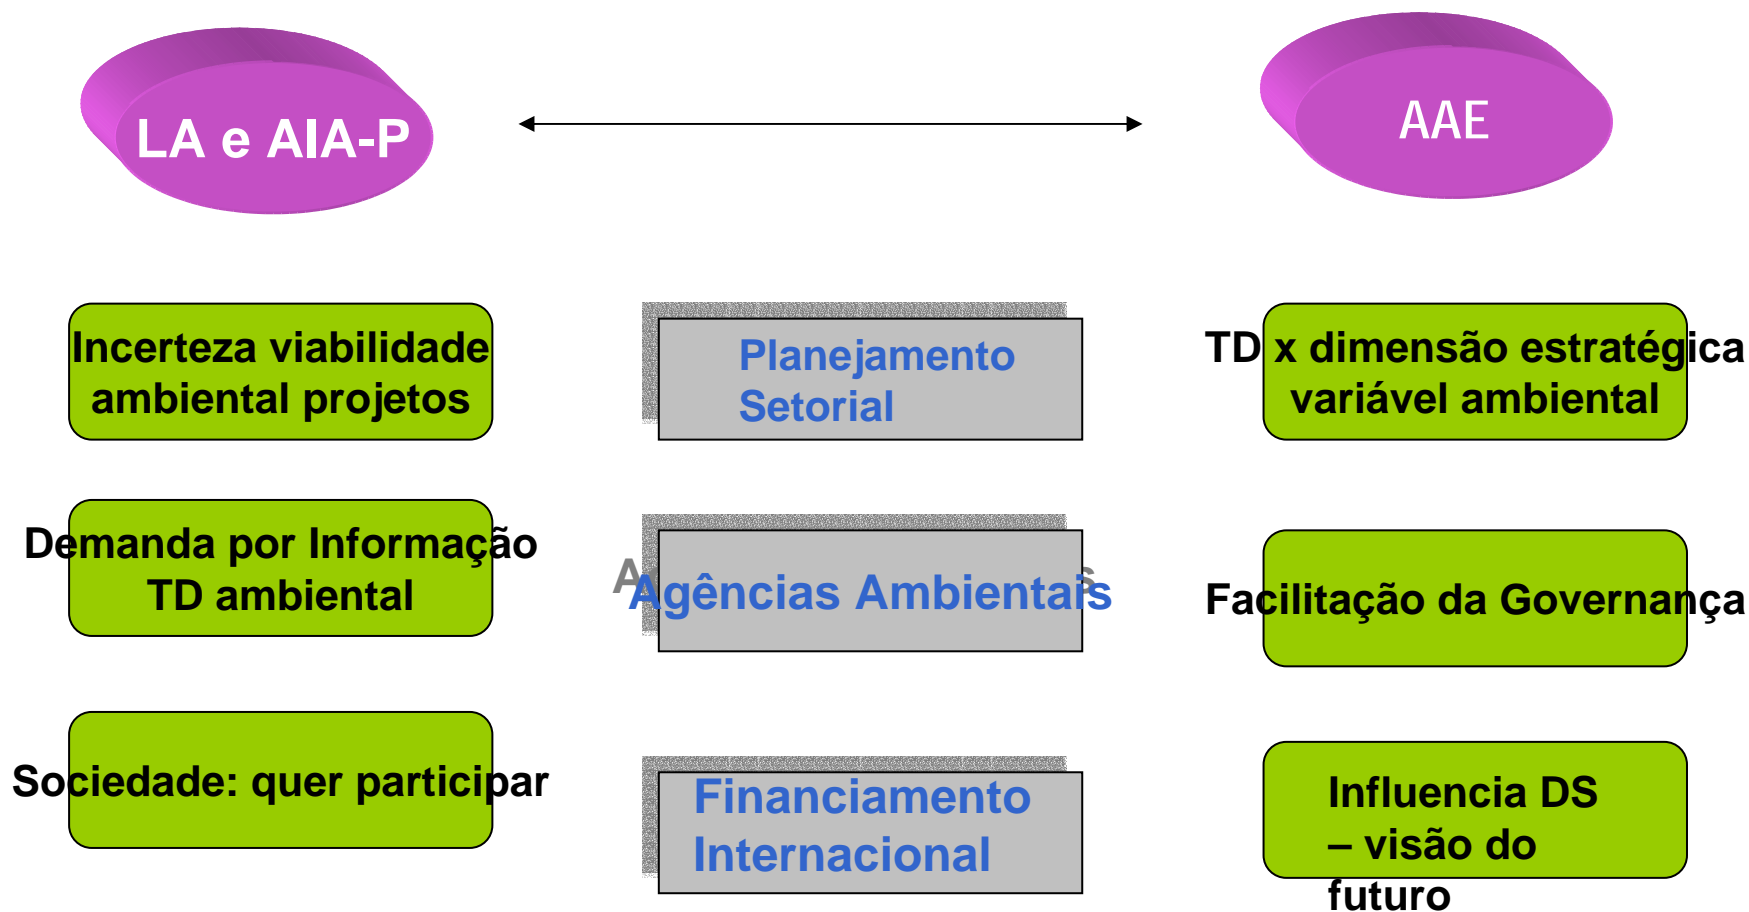 LA e AIA-P
AAE
Incerteza viabilidade
ambiental projetos
Planejamento
Setorial
TD x dimensão estratégica
variável ambiental
Demanda por Informação
TD ambiental
Agências Ambientais
Facilitação da Governança
Sociedade: quer participar
Financiamento
Internacional
Influencia DS
– visão do
futuro